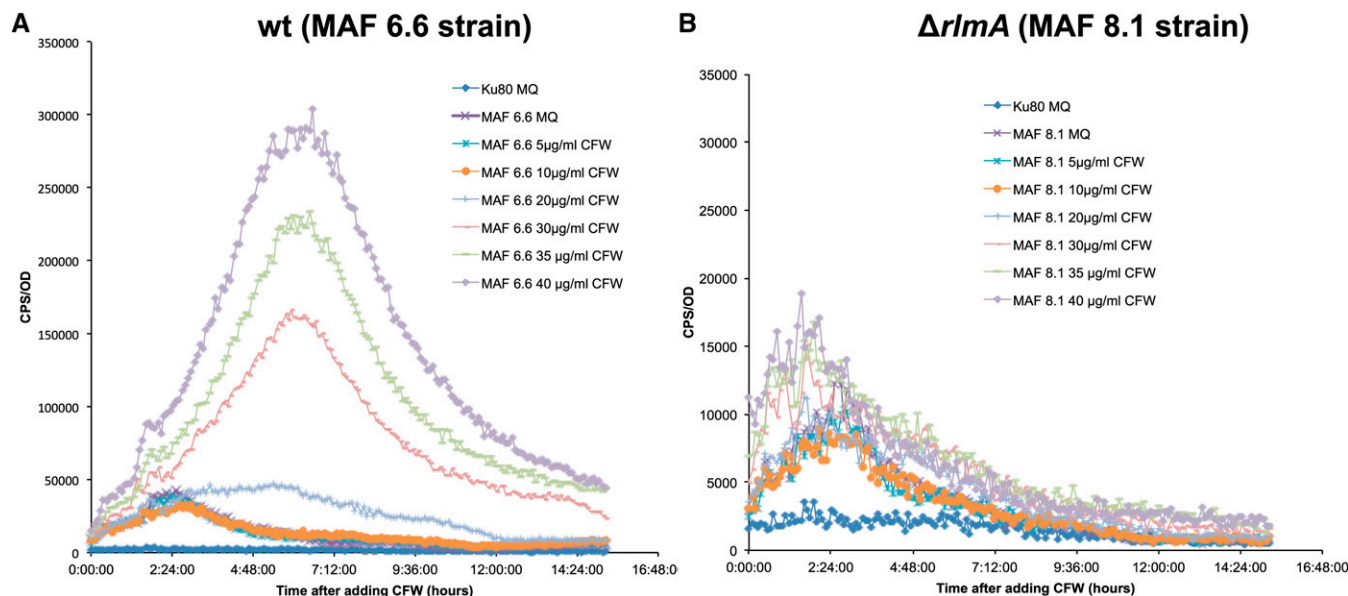 A
wt (MAF 6.6 strain)
350000
300000
250000
200000
150000
100000
50000
0
CPS/OD
Ku80 MQ
MAF 6.6 MQ
MAF 6.6 5µg/ml CFW
MAF 6.6 10µg/ml CFW
MAF 6.6 20µg/ml CFW
MAF 6.6 30µg/ml CFW
MAF 6.6 35 µg/ml CFW
MAF 6.6 40 µg/ml CFW
0:00:00 2:24:00 4:48:00 7:12:00 9:36:00 12:00:00 14:24:00 16:48:00
Time after adding CFW (hours)
B
ΔrlmA (MAF 8.1 strain)
35000
30000
25000
20000
15000
10000
5000
0
CPS/OD
Ku80 MQ
MAF 8.1 MQ
MAF 8.1 5µg/ml CFW
MAF 8.1 10µg/ml CFW
MAF 8.1 20µg/ml CFW
MAF 8.1 30µg/ml CFW
MAF 8.1 35 µg/ml CFW
MAF 8.1 40 µg/ml CFW
0:00:00 2:24:00 4:48:00 7:12:00 9:36:00 12:00:00 14:24:00 16:48:00
Time after adding CFW (hours)